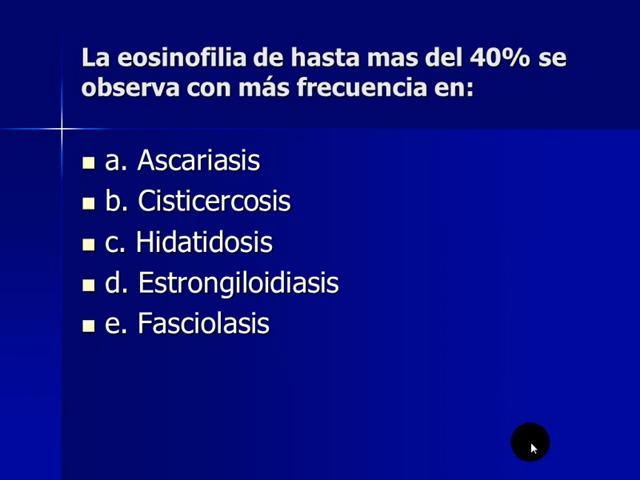 La eosinofilia de hasta mas del 40% se
observa con más frecuencia en:
a. Ascariasis
b. Cisticercosis
c. Hidatidosis
d. Estrongiloidiasis
e. Fasciolasis